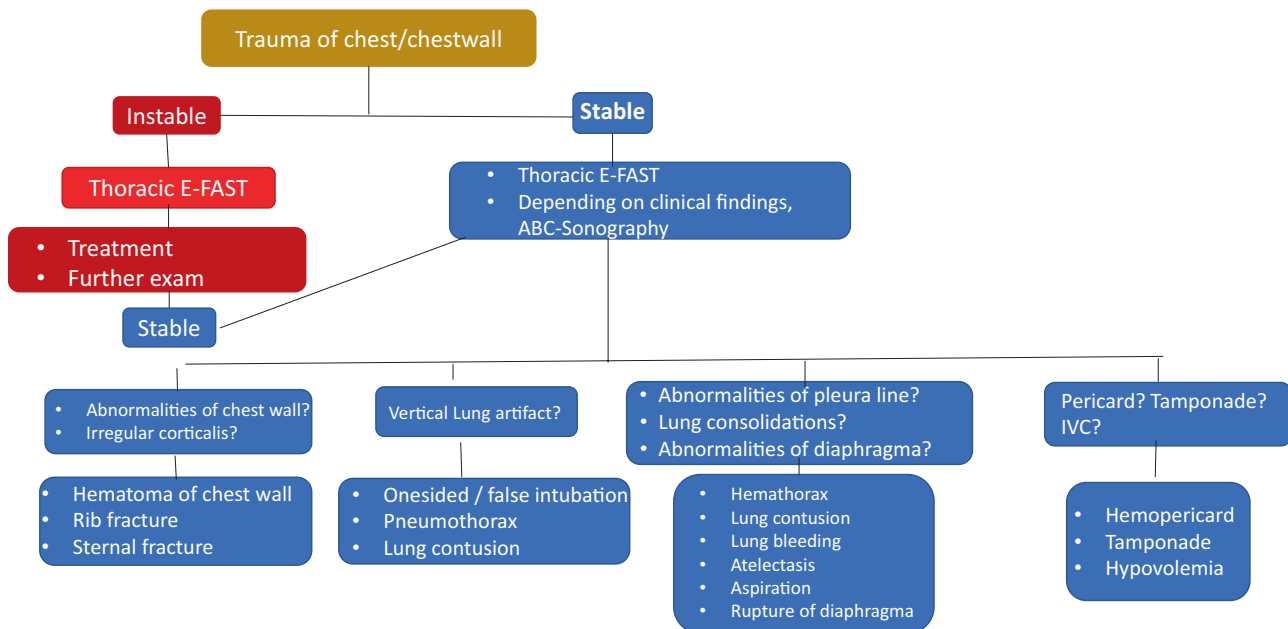 Trauma of chest/chestwall
Instable
Stable
Thoracic E-FAST
• Thoracic E-FAST
• Depending on clinical findings,
ABC-Sonography
• Treatment
• Further exam
Stable
• Abnormalities of chest wall?
• Irregular corticalis?
Vertical Lung artifact?
• Abnormalities of pleura line?
• Lung consolidations?
• Abnormalities of diaphragma?
Pericard? Tamponade?
IVC?
• Hematoma of chest wall
• Rib fracture
• Sternal fracture
• Onesided / false intubation
• Pneumothorax
• Lung contusion
• Hemathorax
• Lung contusion
• Lung bleeding
• Atelectasis
• Aspiration
• Rupture of diaphragma
• Hemopericard
• Tamponade
• Hypovolemia